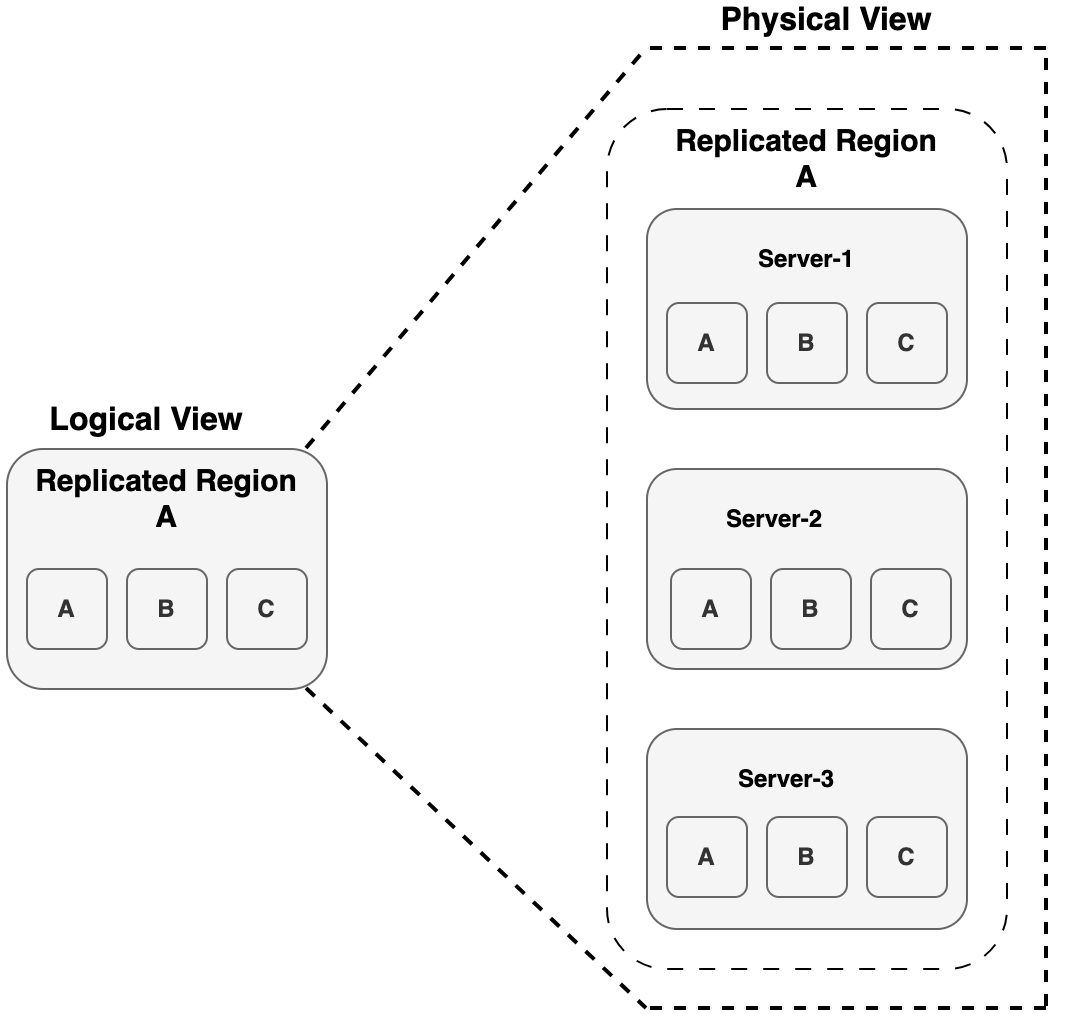 Physical View
Replicated Region
A
Server-1
A B C
Logical View
Replicated Region
A
A B C
Server-2
A B C
Server-3
A B C